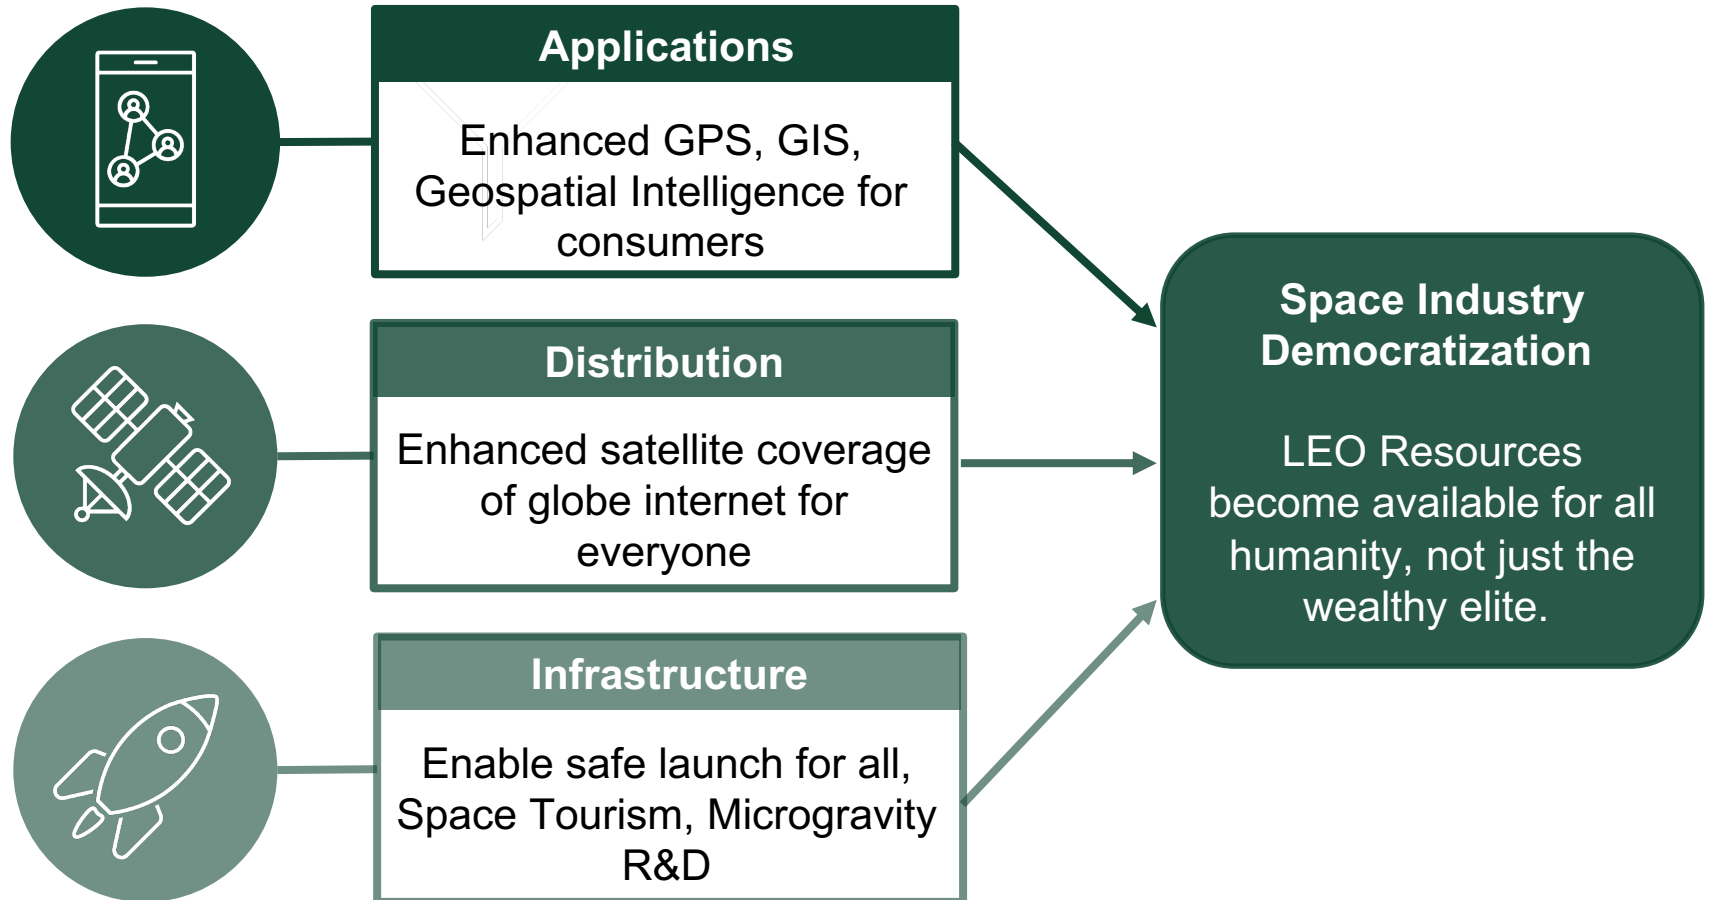 Applications
Enhanced GPS, GIS,
Geospatial Intelligence for
consumers
Distribution
Enhanced satellite coverage
of globe internet for
everyone
Infrastructure
Enable safe launch for all,
Space Tourism, Microgravity
R&D
Space Industry
Democratization
LEO Resources
become available for all
humanity, not just the
wealthy elite.